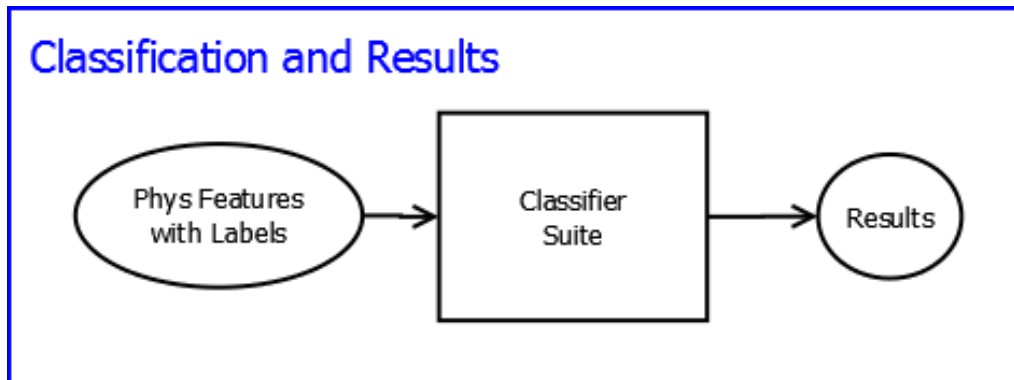 Classification and Results
Phys Features
with Labels
Classifier
Suite
Results